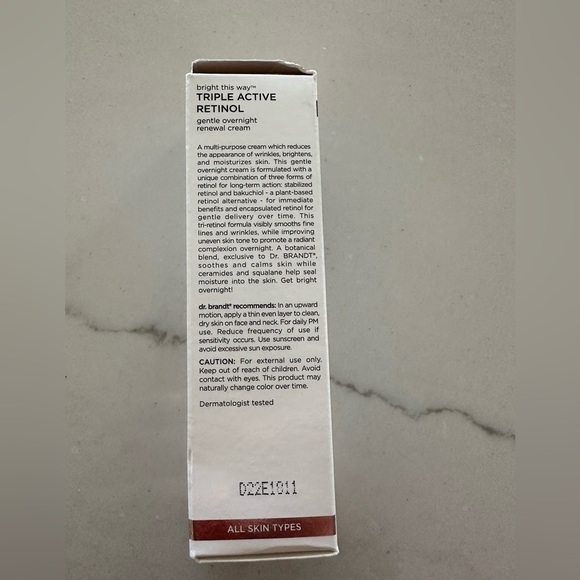 bright this way™
TRIPLE ACTIVE
RETINOL
gentle overnight
renewal cream
A multi-purpose cream which reduces
the appearance of wrinkles, brightens,
and moisturizes skin. This gentle
overnight cream is formulated with a
unique combination of three forms of
retinol for long-term action: stabilized
retinol and bakuchiol - a plant-based
retinol alternative - for immediate
benefits and encapsulated retinol for
gentle delivery over time. This
tri-retinol formula visibly smooths fine
lines and wrinkles, while improving
uneven skin tone to promote a radiant
complexion overnight. A botanical
blend, exclusive to Dr. BRANDT®,
soothes and calms skin while
ceramides and squalane help seal
moisture into the skin. Get bright
overnight!
dr. brandt® recommends: In an upward
motion, apply a thin even layer to clean,
dry skin on face and neck. For daily PM
use. Reduce frequency of use if
sensitivity occurs. Use sunscreen and
avoid excessive sun exposure.
CAUTION: For external use only.
Keep out of reach of children. Avoid
contact with eyes. This product may
naturally change color over time.
Dermatologist tested
D22E1011
ALL SKIN TYPES